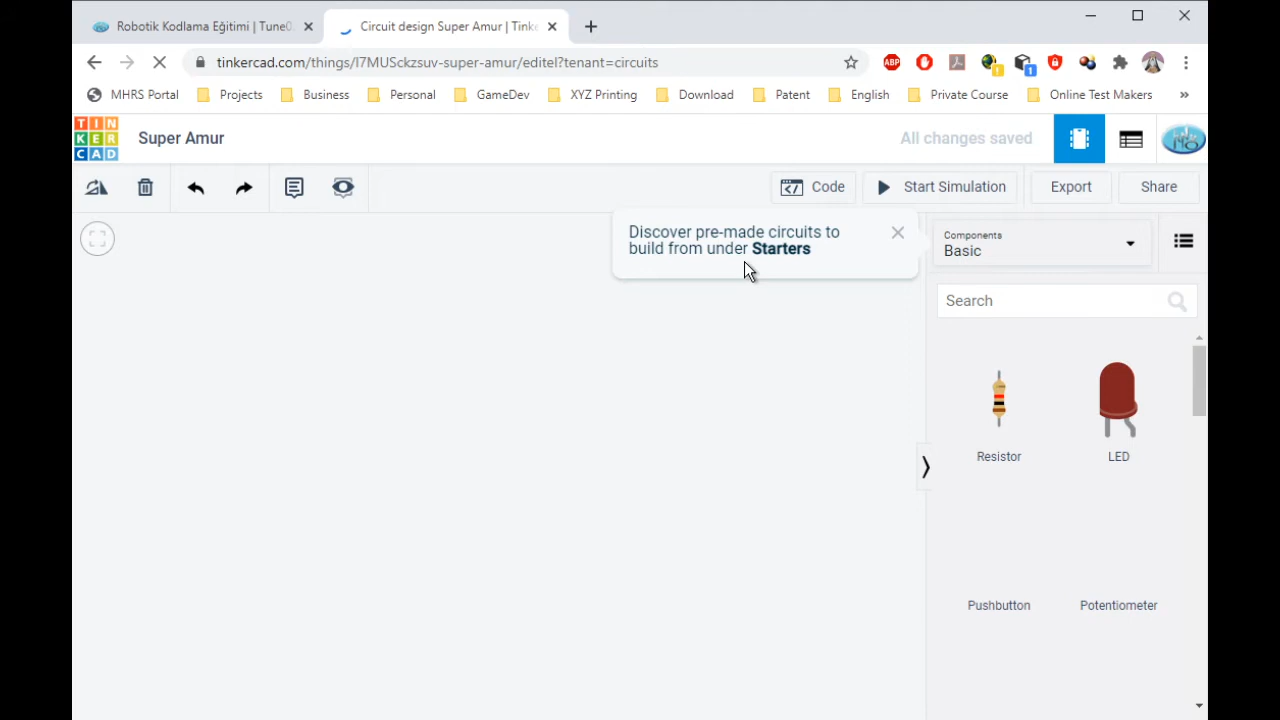 Robotik Kodlama Eğitimi | Tune
Circuit design Super Amur | Tinke
tinkercad.com/things/I7MUSckzsuv-super-amur/editel?tenant=circuits
ABP
1
MHRS Portal
Projects
Business
Personal
GameDev
XYZ Printing
Download
Patent
English
Private Course
Online Test Makers
»
TIN
KER
CAD
Super Amur
All changes saved
Code
Start Simulation
Export
Share
Discover pre-made circuits to
build from under Starters
Components
Basic
Search
Resistor
LED
Pushbutton
Potentiometer